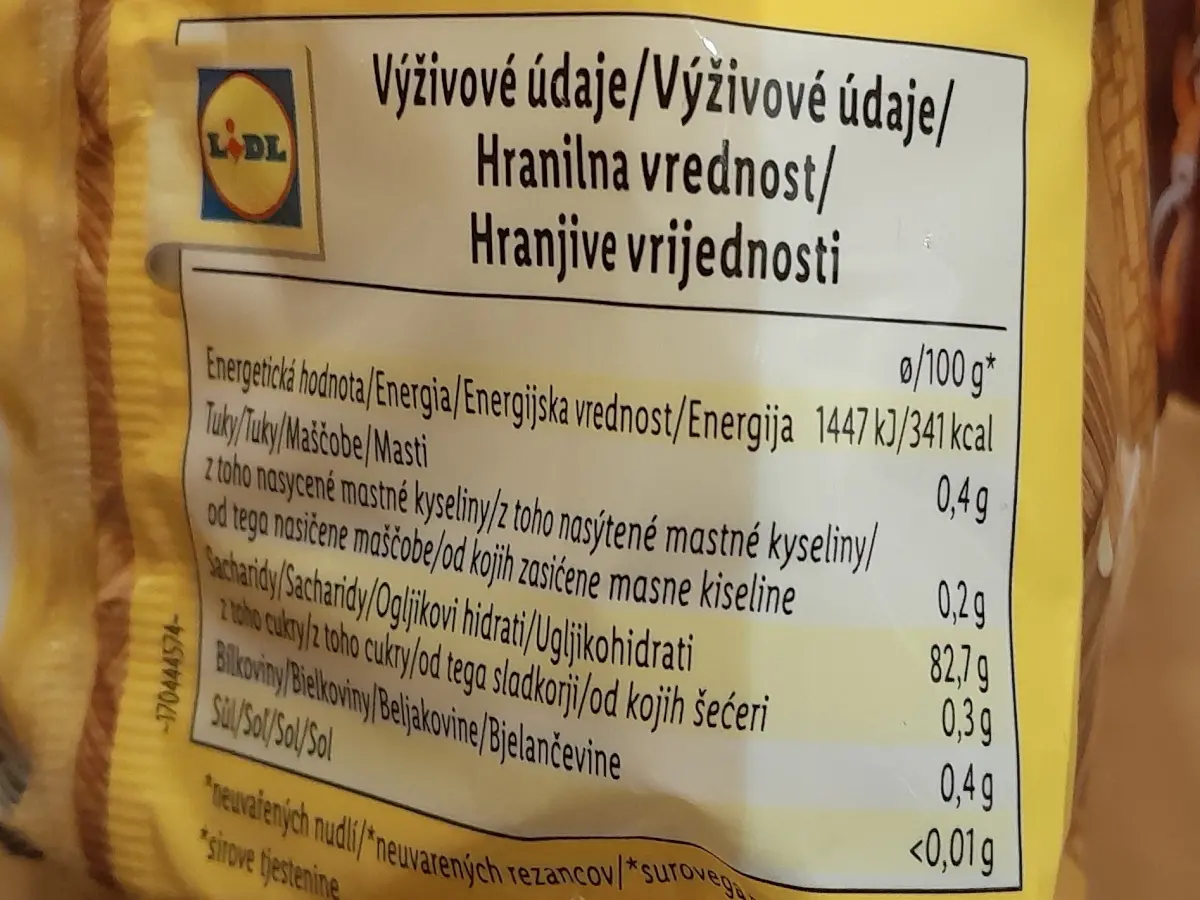 LIDL
Výživové údaje/Výživové údaje/
Hranilna vrednost/
Hranjive vrijednosti
ø/100 g*
Energetická hodnota/Energia/Energijska vrednost/Energija 1447 kJ/341 kcal
Tuky/Tuky/Maščobe/Masti 0,4 g
z toho nasycené mastné kyseliny/z toho nasýtené mastné kyseliny/
od tega nasičene maščobe/od kojih zasićene masne kiseline 0,2 g
Sacharidy/Sacharidy/Ogljikovi hidrati/Ugljikohidrati 82,7 g
z toho cukry/z toho cukry/od tega sladkorji/od kojih šećeri 0,3 g
Bílkoviny/Bielkoviny/Beljakovine/Bjelančevine 0,4 g
Sůl/Soľ/Sol/Sol <0,01 g
*neuvařených nudlí/*neuvarených rezancov/*surovega
*sirove tjestenine
-170444574-